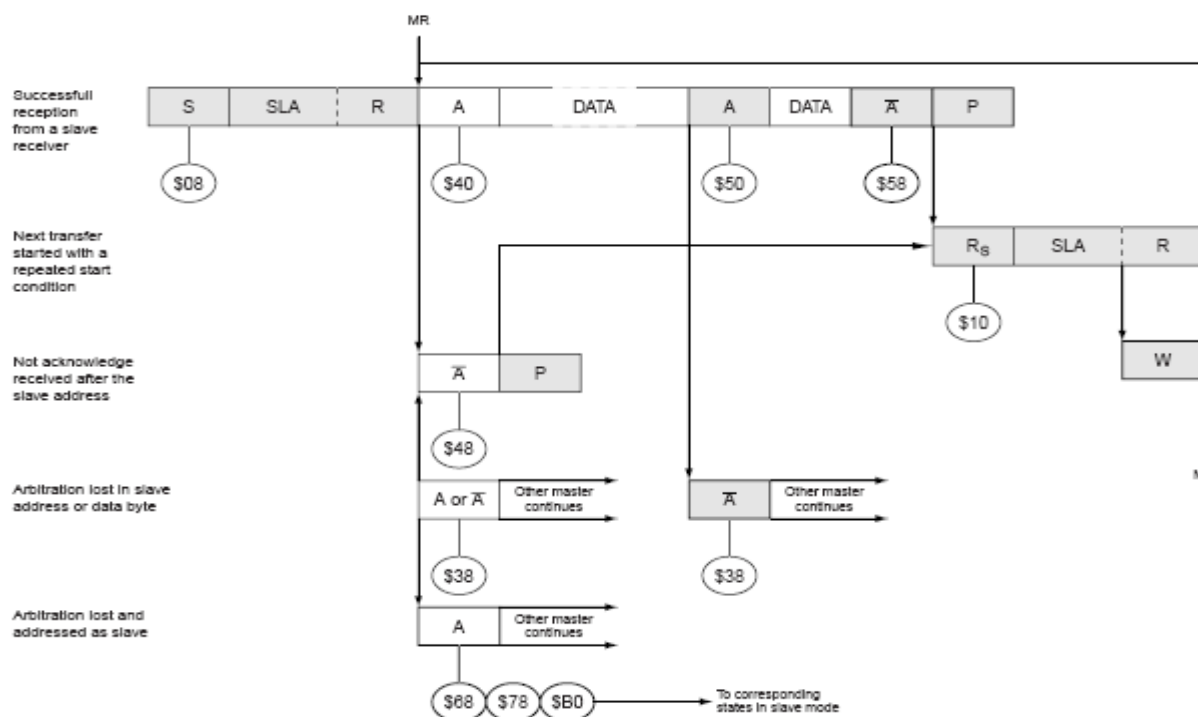 MR
Successfull
reception
from a slave
receiver
S SLA R A DATA A DATA A̅ P
$08 $40 $50 $58
Next transfer
started with a
repeated start
condition
RS SLA R
$10
W
Not acknowledge
received after the
slave address
A̅ P
$48
Arbitration lost in slave
address or data byte
A or A̅ Other master
continues
A̅ Other master
continues
$38 $38
Arbitration lost and
addressed as slave
A Other master
continues
$68 $78 $B0 To corresponding
states in slave mode